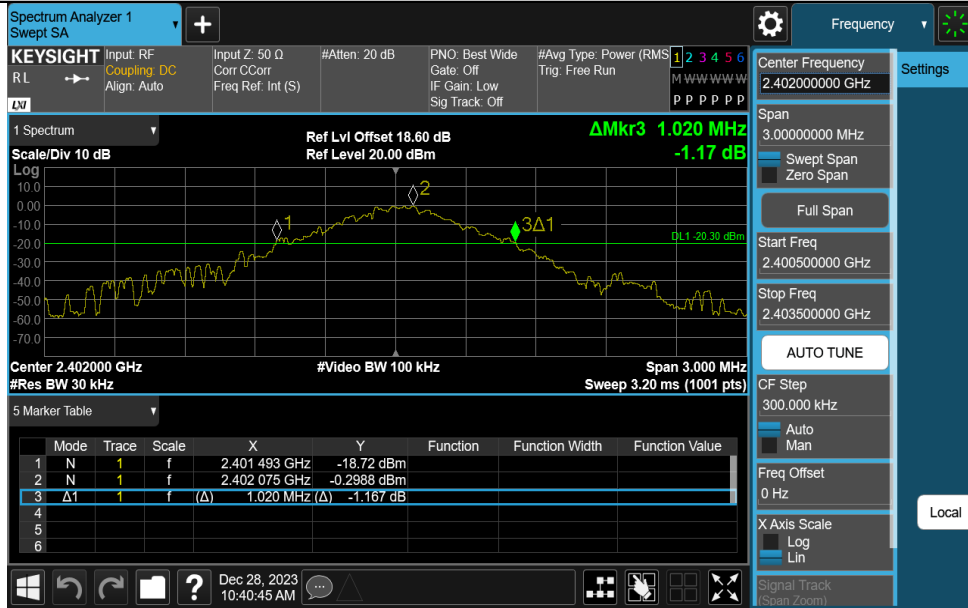 Spectrum Analyzer 1
Swept SA
Frequency
KEYSIGHT
R L
LXI
Input: RF
Coupling: DC
Align: Auto
Input Z: 50 Ω
Corr CCorr
Freq Ref: Int (S)
#Atten: 20 dB
PNO: Best Wide
Gate: Off
IF Gain: Low
Sig Track: Off
#Avg Type: Power (RMS
Trig: Free Run
1 2 3 4 5 6
M W W W W W
P P P P P P
1 Spectrum
Scale/Div 10 dB
Ref Lvl Offset 18.60 dB
Ref Level 20.00 dBm
ΔMkr3 1.020 MHz
-1.17 dB
Log
10.0
0.00
-10.0
-20.0
-30.0
-40.0
-50.0
-60.0
-70.0
1
2
3Δ1
DL1 -20.30 dBm
Center 2.402000 GHz
#Video BW 100 kHz
Span 3.000 MHz
#Res BW 30 kHz
Sweep 3.20 ms (1001 pts)
5 Marker Table
Mode Trace Scale X Y Function Function Width Function Value
1 N 1 f 2.401 493 GHz -18.72 dBm
2 N 1 f 2.402 075 GHz -0.2988 dBm
3 Δ1 1 f (Δ) 1.020 MHz (Δ) -1.167 dB
4
5
6
Dec 28, 2023
10:40:45 AM
?
Center Frequency
2.402000000 GHz
Span
3.00000000 MHz
Swept Span
Zero Span
Full Span
Start Freq
2.400500000 GHz
Stop Freq
2.403500000 GHz
AUTO TUNE
CF Step
300.000 kHz
Auto
Man
Freq Offset
0 Hz
X Axis Scale
Log
Lin
Signal Track
(Span Zoom)
Settings
Local